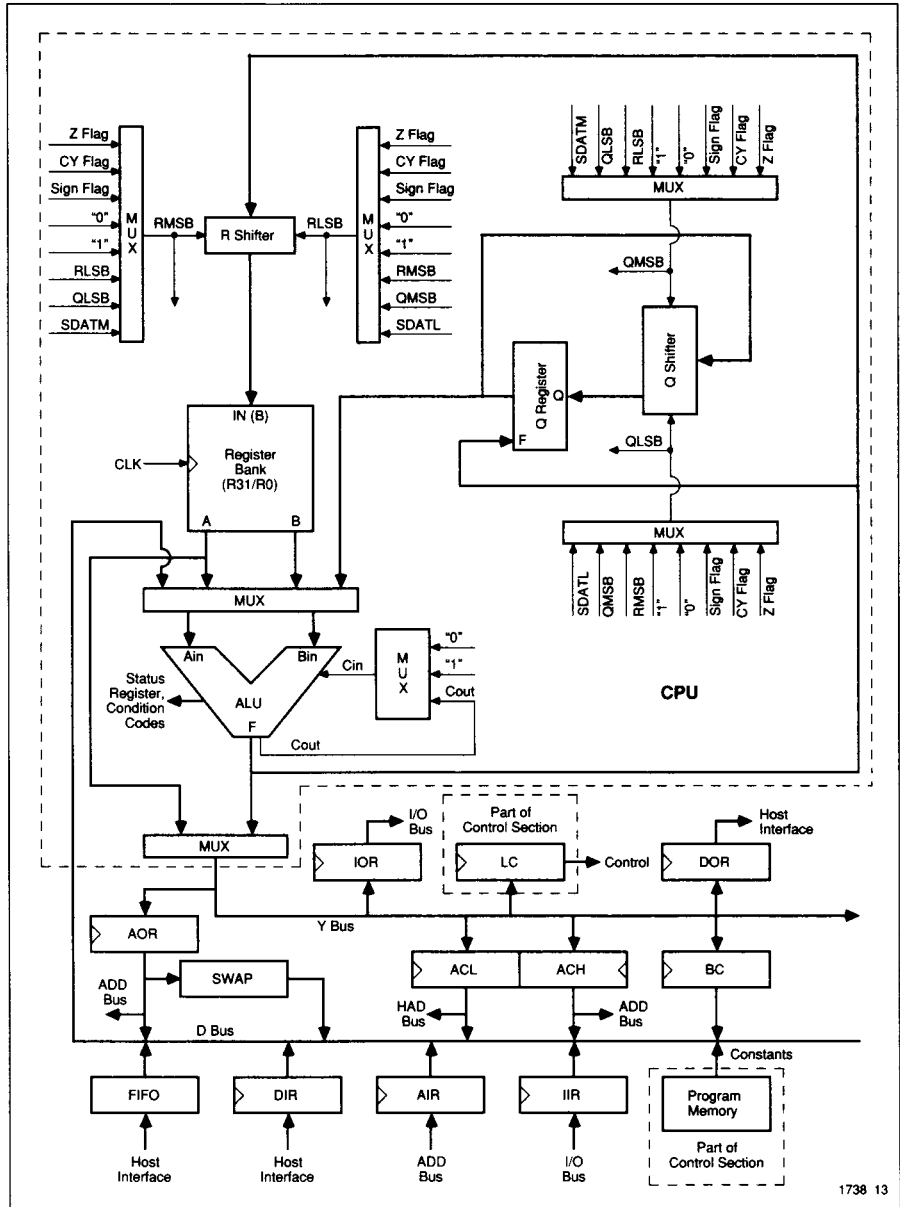 Z Flag
CY Flag
Sign Flag
"0"
"1"
RLSB
QLSB
SDATM
MUX
RMSB
R Shifter
RLSB
MUX
Z Flag
CY Flag
Sign Flag
"0"
"1"
RMSB
QMSB
SDATL
SDATM
QLSB
RLSB
"1"
"0"
Sign Flag
CY Flag
Z Flag
MUX
QMSB
Q Shifter
Q Register
Q
F
QLSB
MUX
SDATL
QMSB
RMSB
"1"
"0"
Sign Flag
CY Flag
Z Flag
IN (B)
CLK
Register
Bank
(R31/R0)
A
B
MUX
Ain
Bin
Cin
MUX
"0"
"1"
Cout
CPU
Status
Register,
Condition
Codes
ALU
F
Cout
MUX
I/O
Bus
IOR
Part of
Control Section
LC
Control
Host
Interface
DOR
Y Bus
AOR
SWAP
ADD
Bus
ACL
ACH
BC
HAD
Bus
ADD
Bus
D Bus
Constants
FIFO
DIR
AIR
IIR
Program
Memory
Host
Interface
Host
Interface
ADD
Bus
I/O
Bus
Part of
Control Section
1738 13